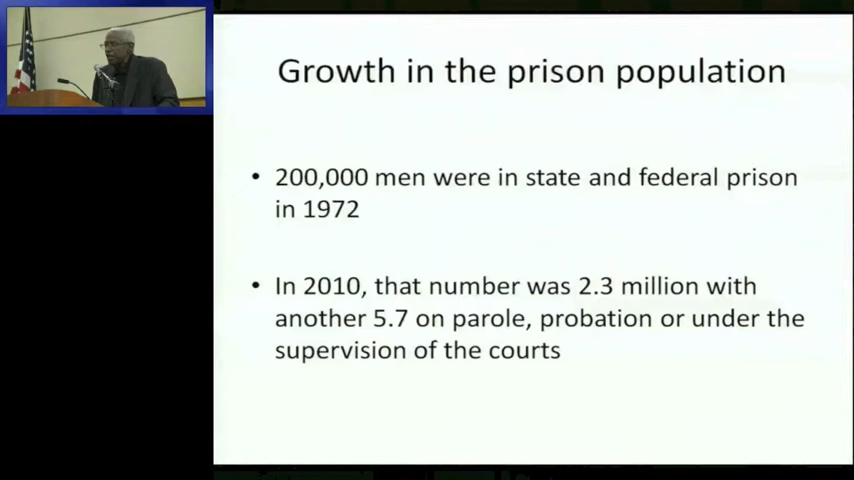 Growth in the prison population
• 200,000 men were in state and federal prison
in 1972
• In 2010, that number was 2.3 million with
another 5.7 on parole, probation or under the
supervision of the courts